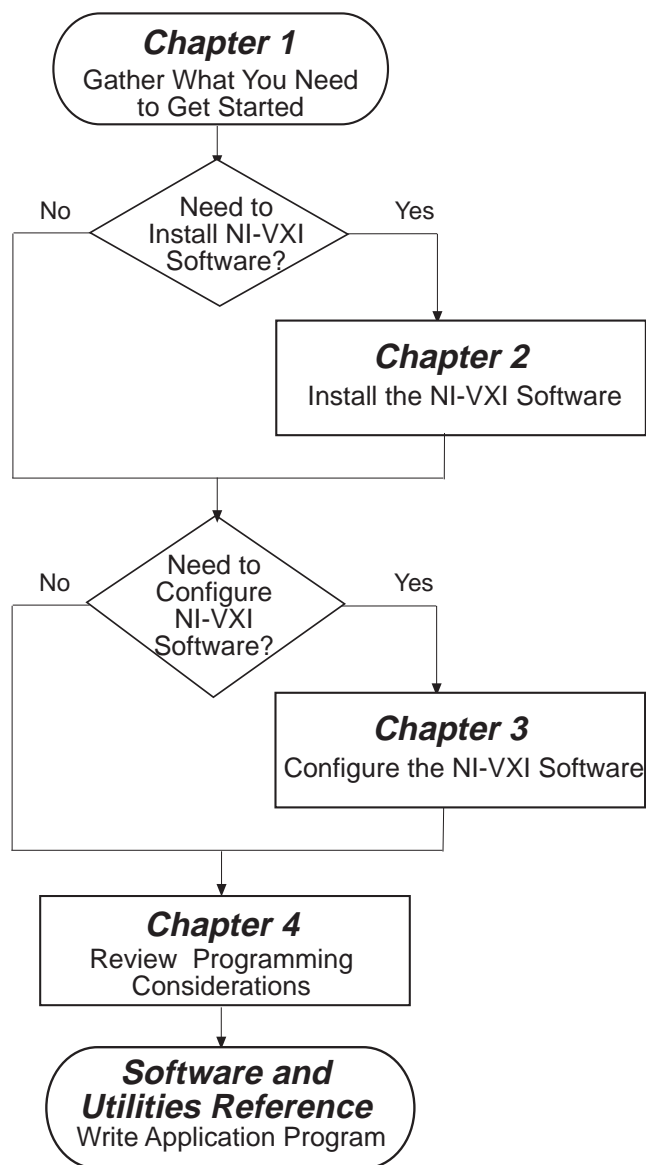 Chapter 1
Gather What You Need
to Get Started
No
Need to
Install NI-VXI
Software?
Yes
Chapter 2
Install the NI-VXI Software
No
Need to
Configure
NI-VXI
Software?
Yes
Chapter 3
Configure the NI-VXI Software
Chapter 4
Review Programming
Considerations
Software and
Utilities Reference
Write Application Program